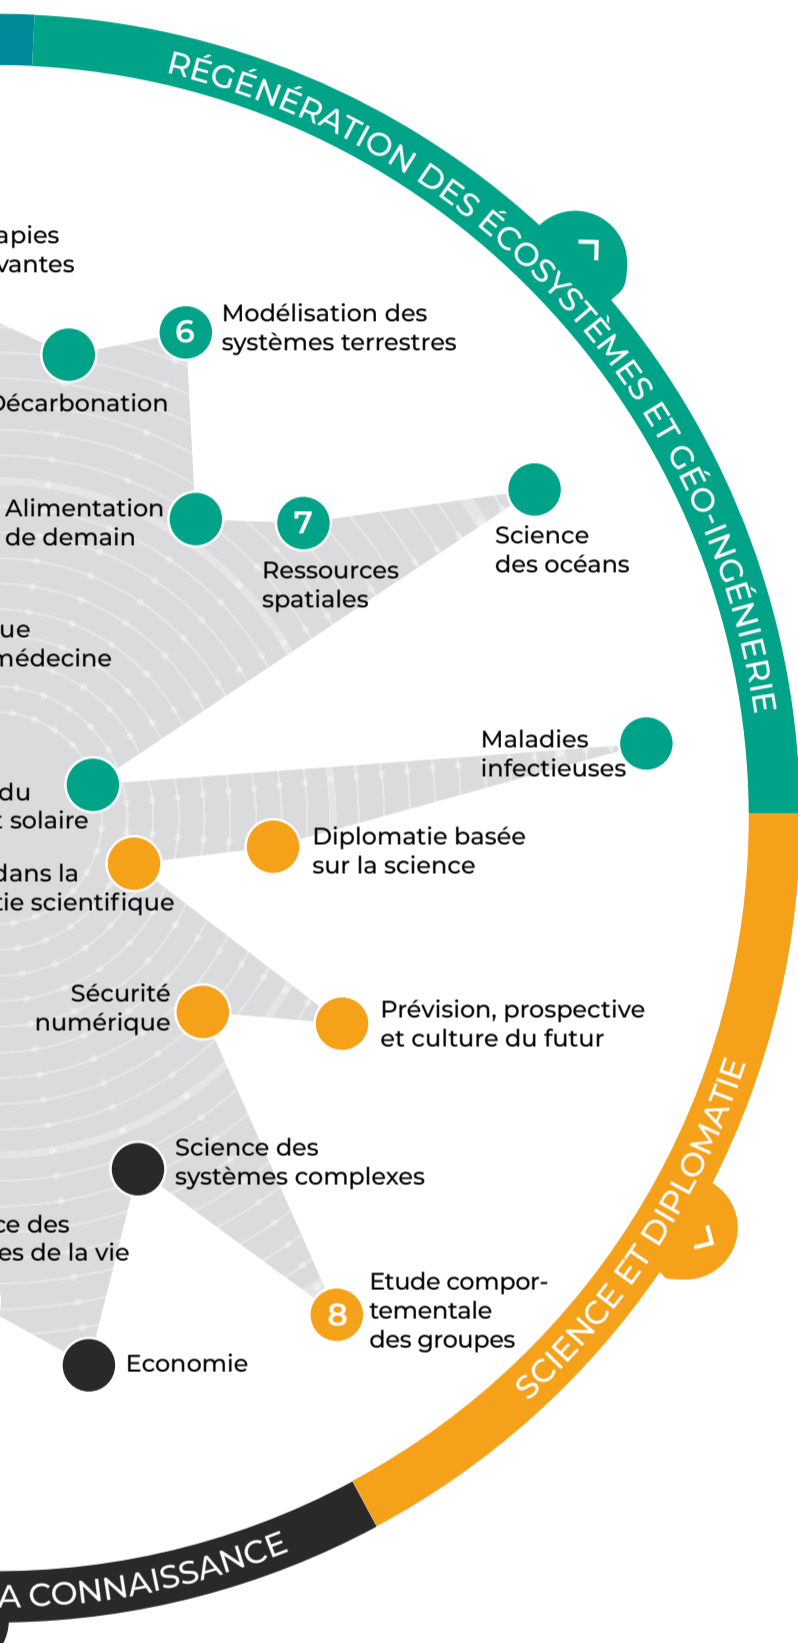 RÉGÉNÉRATION DES ÉCOSYSTÈMES ET GÉO-INGÉNIERIE
apies
vantes
6
Modélisation des
systèmes terrestres
Décarbonation
Alimentation
de demain
7
Ressources
spatiales
Science
des océans
ue
médecine
Maladies
infectieuses
du
t solaire
Diplomatie basée
sur la science
dans la
tie scientifique
Sécurité
numérique
Prévision, prospective
et culture du futur
Science des
systèmes complexes
ce des
es de la vie
8
Etude compor-
tementale
des groupes
Economie
SCIENCE ET DIPLOMATIE
A CONNAISSANCE